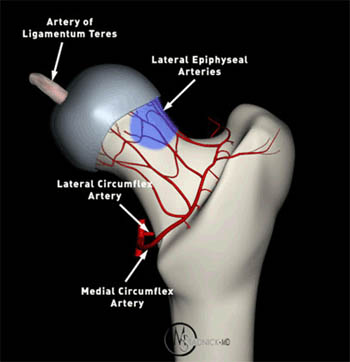 Artery of
Ligamentum Teres
Lateral Epiphyseal
Arteries
Lateral Circumflex
Artery
Medial Circumflex
Artery